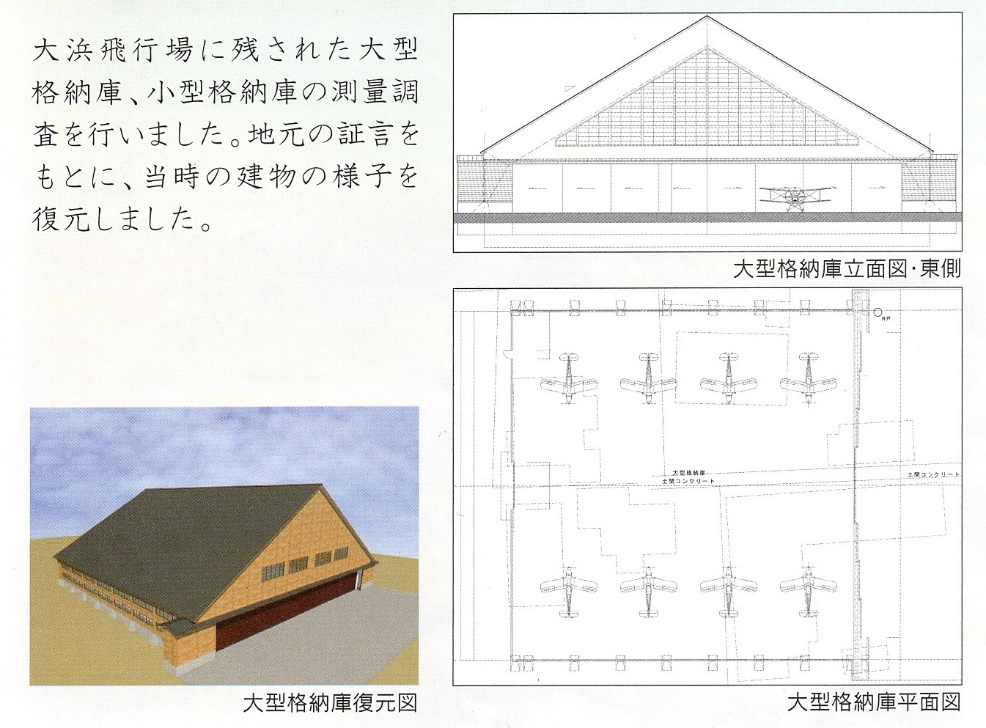 大浜飛行場に残された大型
格納庫、小型格納庫の測量調
査を行いました。地元の証言を
もとに、当時の建物の様子を
復元しました。
大型格納庫立面図・東側
井戸
大型格納庫
土間コンクリート
土間コンクリート
大型格納庫復元図
大型格納庫平面図